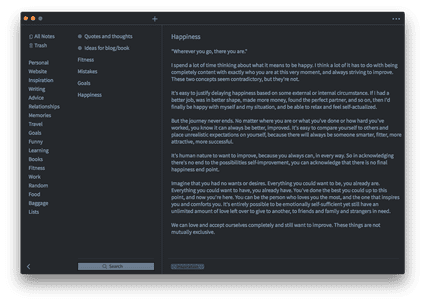 All Notes
Trash
Personal
Website
Inspiration
Writing
Advice
Relationships
Memories
Travel
Goals
Funny
Learning
Books
Fitness
Work
Random
Food
Baggage
Lists
Quotes and thoughts
Ideas for blog/book
Fitness
Mistakes
Goals
Happiness
Search
Happiness
"Wherever you go, there you are."
I spend a lot of time thinking about what it means to be happy. I think a lot of it has to do with being
completely content with exactly who you are at this very moment, and always striving to improve.
These two concepts seem contradictory, but they're not.
It's easy to justify delaying happiness based on some external or internal circumstance. If I had a
better job, was in better shape, made more money, found the perfect partner, and so on, then I'd
finally be happy with myself and my situation, and be able to relax and feel self-actualized.
But the journey never ends. No matter where you are or what you've done or how hard you've
worked, you know it can always be better, improved. It's easy to compare yourself to others and
place unrealistic expectations on yourself, because there will always be someone smarter, fitter, more
attractive, more successful.
It's human nature to want to improve, because you always can, in every way. So in acknowledging
there's no end to the possibilities of self-improvement, you can acknowledge that there is no final
happiness end point.
Imagine that you had no wants or desires. Everything you could want to be, you already are.
Everything you could want to have, you already have. You've done the best you could up to this
point, and now you're here. You can be the person who loves you the most, and the one that inspires
you and comforts you. It's entirely possible to be emotionally self-sufficient yet still have an
unlimited amount of love left over to give to another, to friends and family and strangers in need.
We can love and accept ourselves completely and still want to improve. These things are not
mutually exclusive.